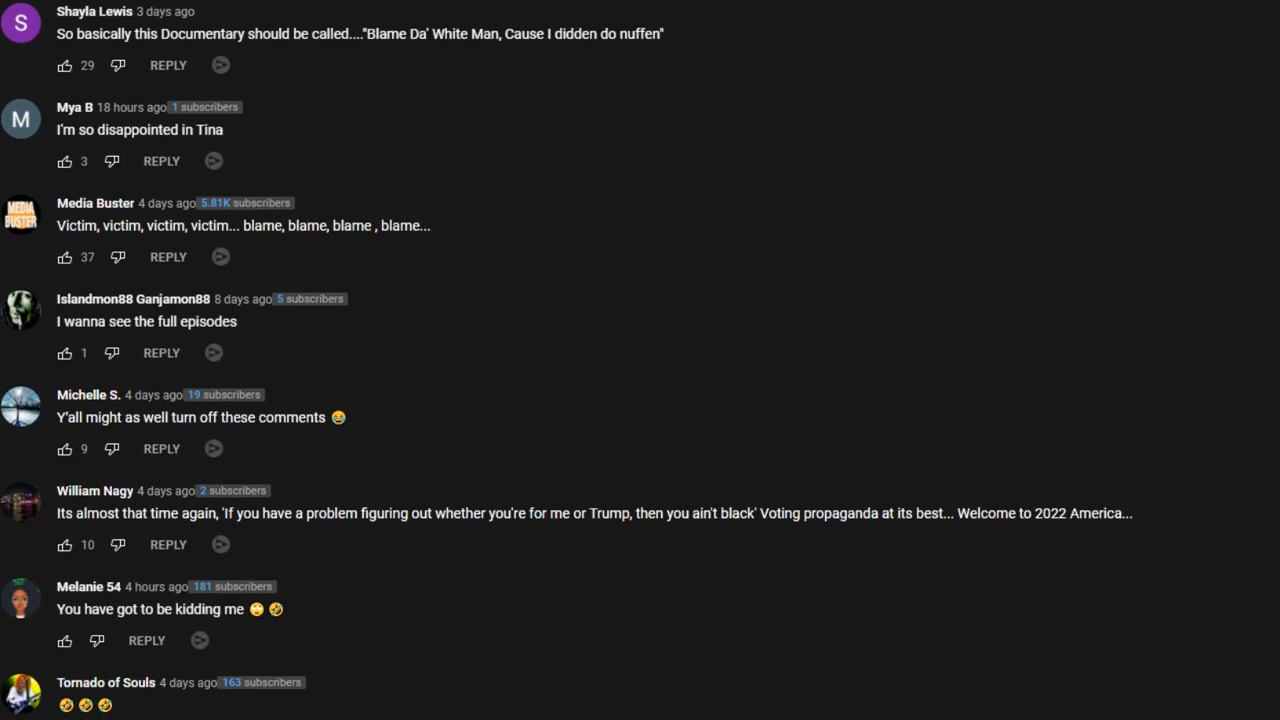 S
Shayla Lewis 3 days ago
So basically this Documentary should be called...."Blame Da' White Man, Cause I didden do nuffen"
29 REPLY
M
Mya B 18 hours ago 1 subscribers
I'm so disappointed in Tina
3 REPLY
MEDIA
BUSTER
Media Buster 4 days ago 5.81K subscribers
Victim, victim, victim, victim... blame, blame, blame , blame...
37 REPLY
Islandmon88 Ganjamon88 8 days ago 5 subscribers
I wanna see the full episodes
1 REPLY
Michelle S. 4 days ago 19 subscribers
Y'all might as well turn off these comments 😂
9 REPLY
William Nagy 4 days ago 2 subscribers
Its almost that time again, 'If you have a problem figuring out whether you're for me or Trump, then you ain't black' Voting propaganda at its best... Welcome to 2022 America...
10 REPLY
Melanie 54 4 hours ago 181 subscribers
You have got to be kidding me 🙄 🤣
REPLY
Tornado of Souls 4 days ago 163 subscribers
🤣 🤣 🤣